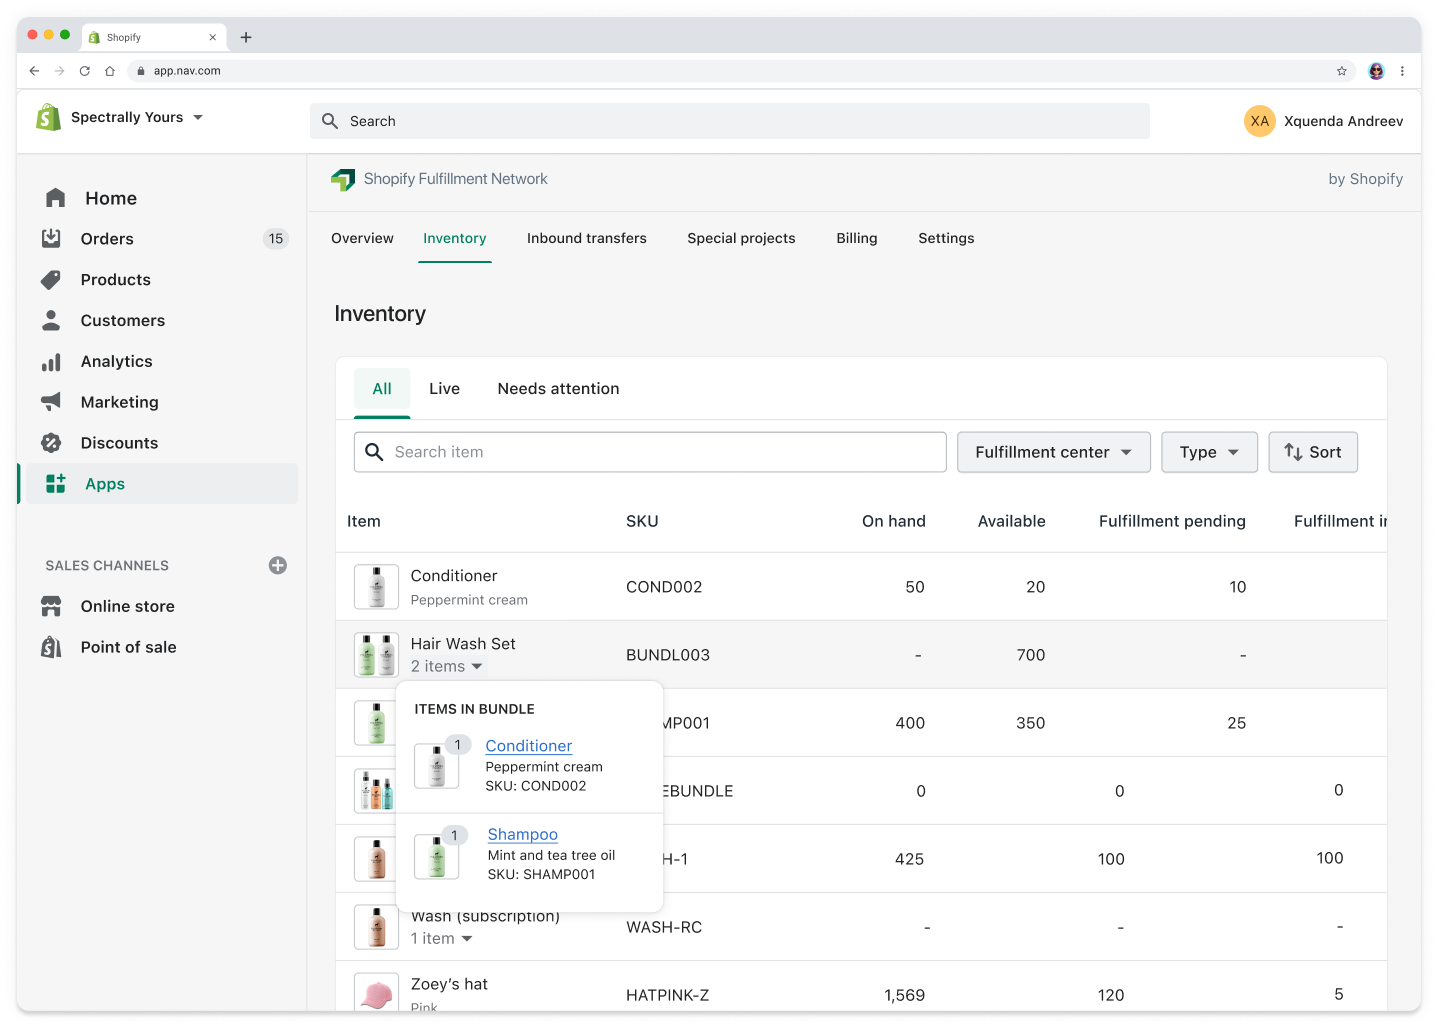 Shopify
app.nav.com
Spectrally Yours
Search
XA
Xquenda Andreev
Home
Orders
15
Products
Customers
Analytics
Marketing
Discounts
Apps
SALES CHANNELS
Online store
Point of sale
Shopify Fulfillment Network
by Shopify
Overview
Inventory
Inbound transfers
Special projects
Billing
Settings
Inventory
All
Live
Needs attention
Search item
Fulfillment center
Type
Sort
Item
SKU
On hand
Available
Fulfillment pending
Fulfillment
Conditioner
Peppermint cream
COND002
50
20
10
Hair Wash Set
2 items
BUNDL003
-
700
-
MP001
400
350
25
EBUNDLE
0
0
0
H-1
425
100
100
Wash (subscription)
1 item
WASH-RC
-
-
-
Zoey's hat
Pink
HATPINK-Z
1,569
120
5
ITEMS IN BUNDLE
1
Conditioner
Peppermint cream
SKU: COND002
1
Shampoo
Mint and tea tree oil
SKU: SHAMP001